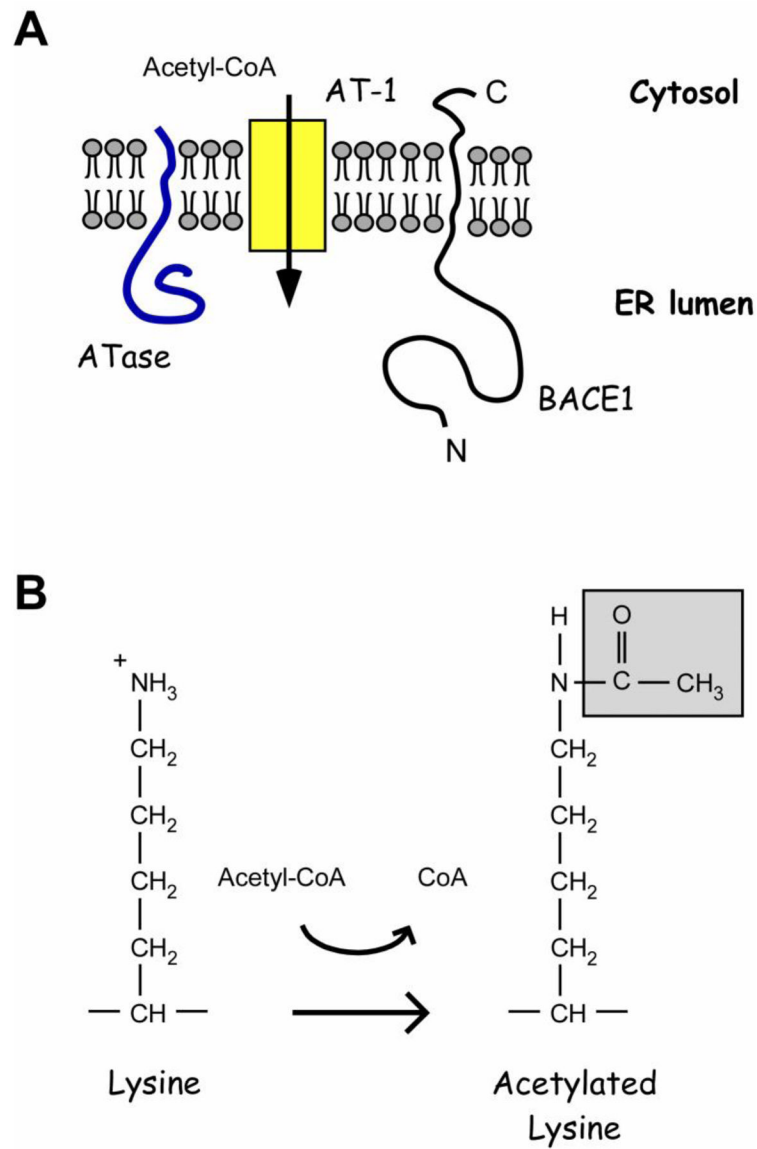 A
Acetyl-CoA
AT-1
C
Cytosol
ER lumen
ATase
BACE1
N
B
+
NH3
CH2
CH2
CH2
CH2
CH
Lysine
Acetyl-CoA
CoA
H
O
N
C
CH3
CH2
CH2
CH2
CH2
CH
Acetylated
Lysine